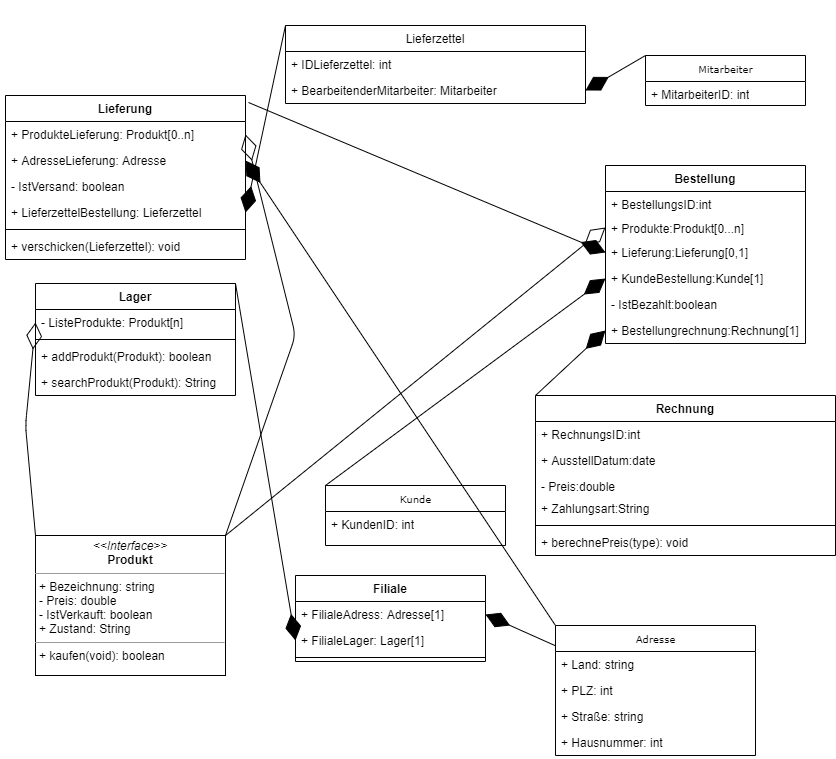 Lieferzettel
+ IDLieferzettel: int
+ BearbeitenderMitarbeiter: Mitarbeiter
Mitarbeiter
+ MitarbeiterID: int
Lieferung
+ ProdukteLieferung: Produkt[0..n]
+ AdresseLieferung: Adresse
- IstVersand: boolean
+ LieferzettelBestellung: Lieferzettel
+ verschicken(Lieferzettel): void
Bestellung
+ BestellungsID:int
+ Produkte:Produkt[0...n]
+ Lieferung:Lieferung[0,1]
+ KundeBestellung:Kunde[1]
- IstBezahlt:boolean
+ Bestellungrechnung:Rechnung[1]
Lager
- ListeProdukte: Produkt[n]
+ addProdukt(Produkt): boolean
+ searchProdukt(Produkt): String
Rechnung
+ RechnungsID:int
+ AusstellDatum:date
- Preis:double
+ Zahlungsart:String
+ berechnePreis(type): void
Kunde
+ KundenID: int
<<Interface>>
Produkt
+ Bezeichnung: string
- Preis: double
- IstVerkauft: boolean
+ Zustand: String
+ kaufen(void): boolean
Filiale
+ FilialeAdress: Adresse[1]
+ FilialeLager: Lager[1]
Adresse
+ Land: string
+ PLZ: int
+ Straße: string
+ Hausnummer: int